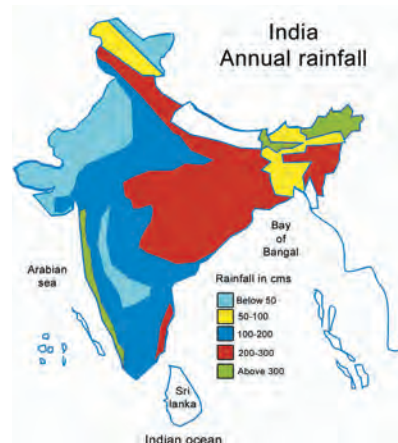 India
Annual rainfall
Bay
of
Bangal
Arabian
sea
Rainfall in cms
Below 50
50-100
100-200
200-300
Above 300
Sri
lanka
Indian ocean